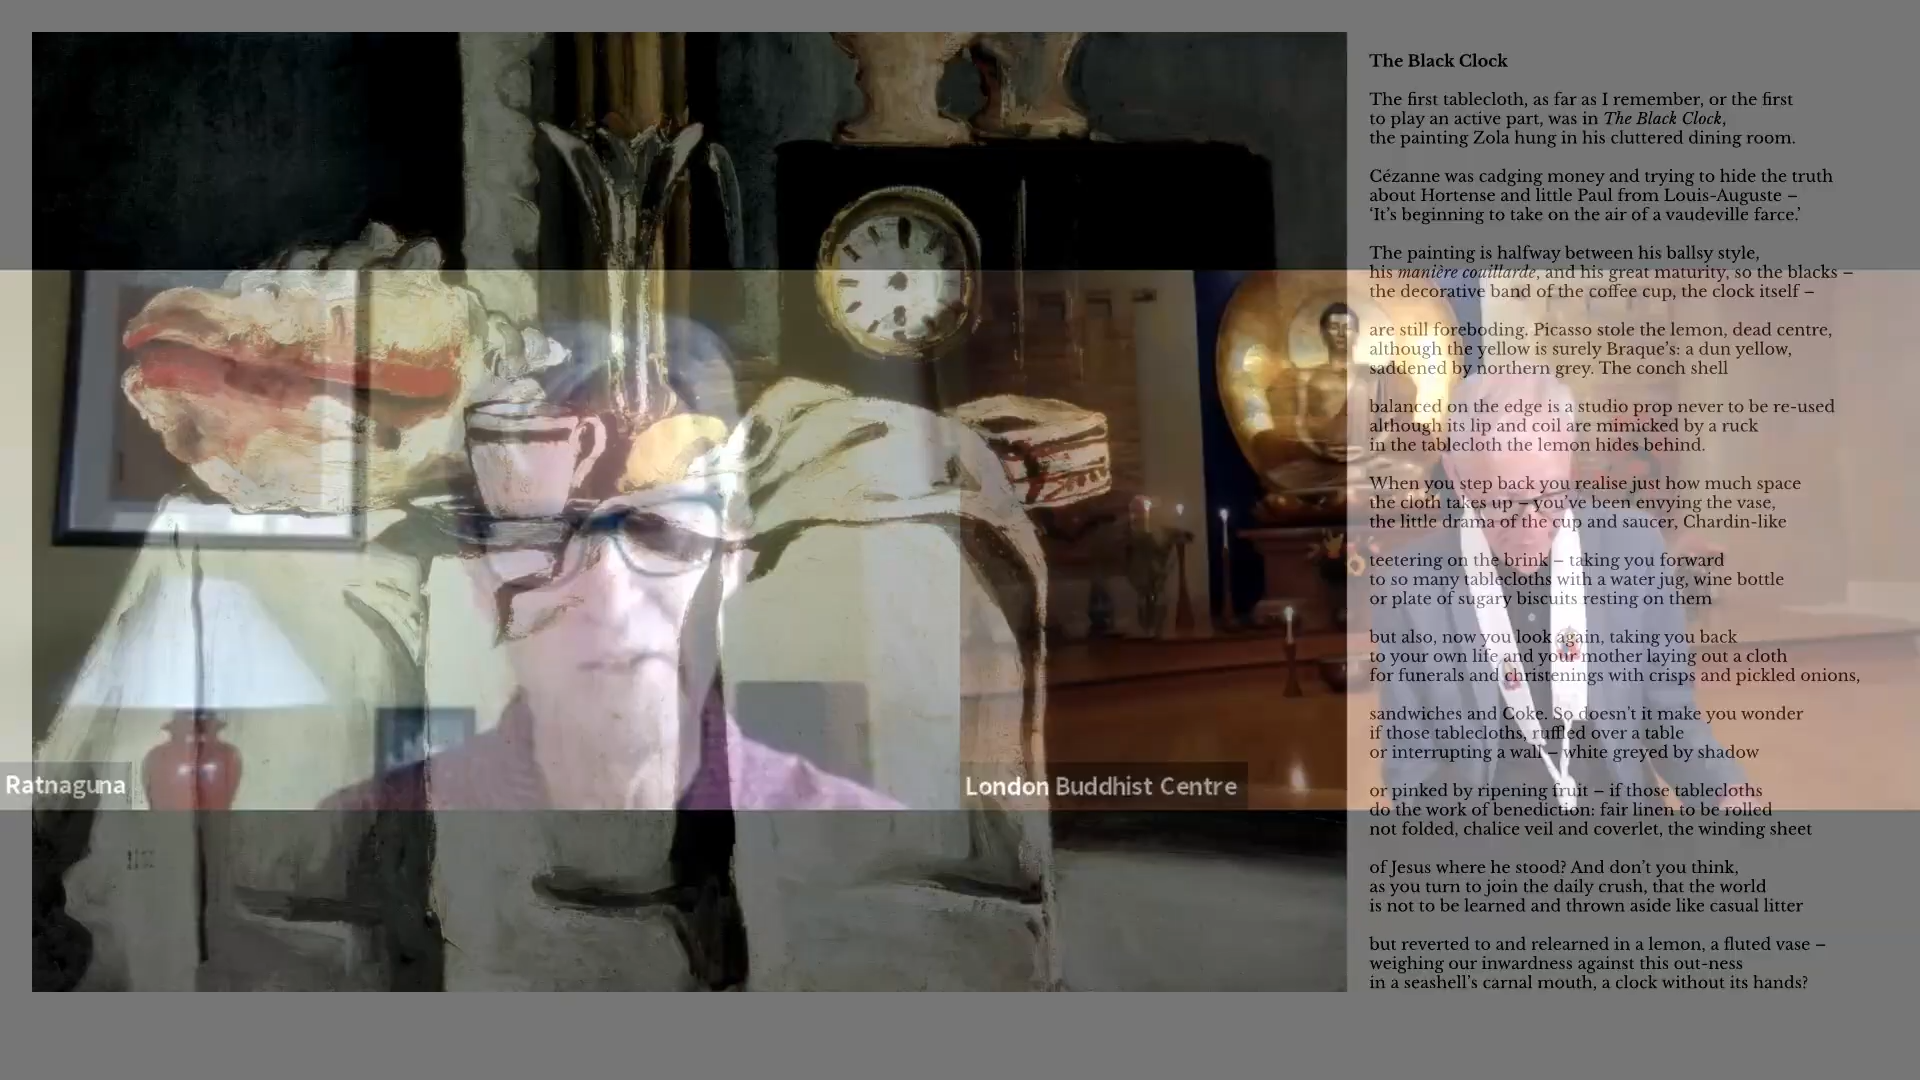 The Black Clock
The first tablecloth, as far as I remember, or the first
to play an active part, was in The Black Clock,
the painting Zola hung in his cluttered dining room.
Cézanne was cadging money and trying to hide the truth
about Hortense and little Paul from Louis-Auguste –
‘It’s beginning to take on the air of a vaudeville farce.’
The painting is halfway between his ballsy style,
his manière couillarde, and his great maturity, so the blacks –
the decorative band of the coffee cup, the clock itself –
are still foreboding. Picasso stole the lemon, dead centre,
although the yellow is surely Braque’s: a dun yellow,
saddened by northern grey. The conch shell
balanced on the edge is a studio prop never to be re-used
although its lip and coil are mimicked by a ruck
in the tablecloth the lemon hides behind.
When you step back you realise just how much space
the cloth takes up – you’ve been envying the vase,
the little drama of the cup and saucer, Chardin-like
teetering on the brink – taking you forward
to so many tablecloths with a water jug, wine bottle
or plate of sugary biscuits resting on them
but also, now you look again, taking you back
to your own life and your mother laying out a cloth
for funerals and christenings with crisps and pickled onions,
sandwiches and Coke. So doesn’t it make you wonder
if those tablecloths, ruffled over a table
or interrupting a wall – white greyed by shadow
or pinked by ripening fruit – if those tablecloths
do the work of benediction: fair linen to be rolled
not folded, chalice veil and coverlet, the winding sheet
of Jesus where he stood? And don’t you think,
as you turn to join the daily crush, that the world
is not to be learned and thrown aside like casual litter
but reverted to and relearned in a lemon, a fluted vase –
weighing our inwardness against this out-ness
in a seashell’s carnal mouth, a clock without its hands?
Ratnaguna
London Buddhist Centre